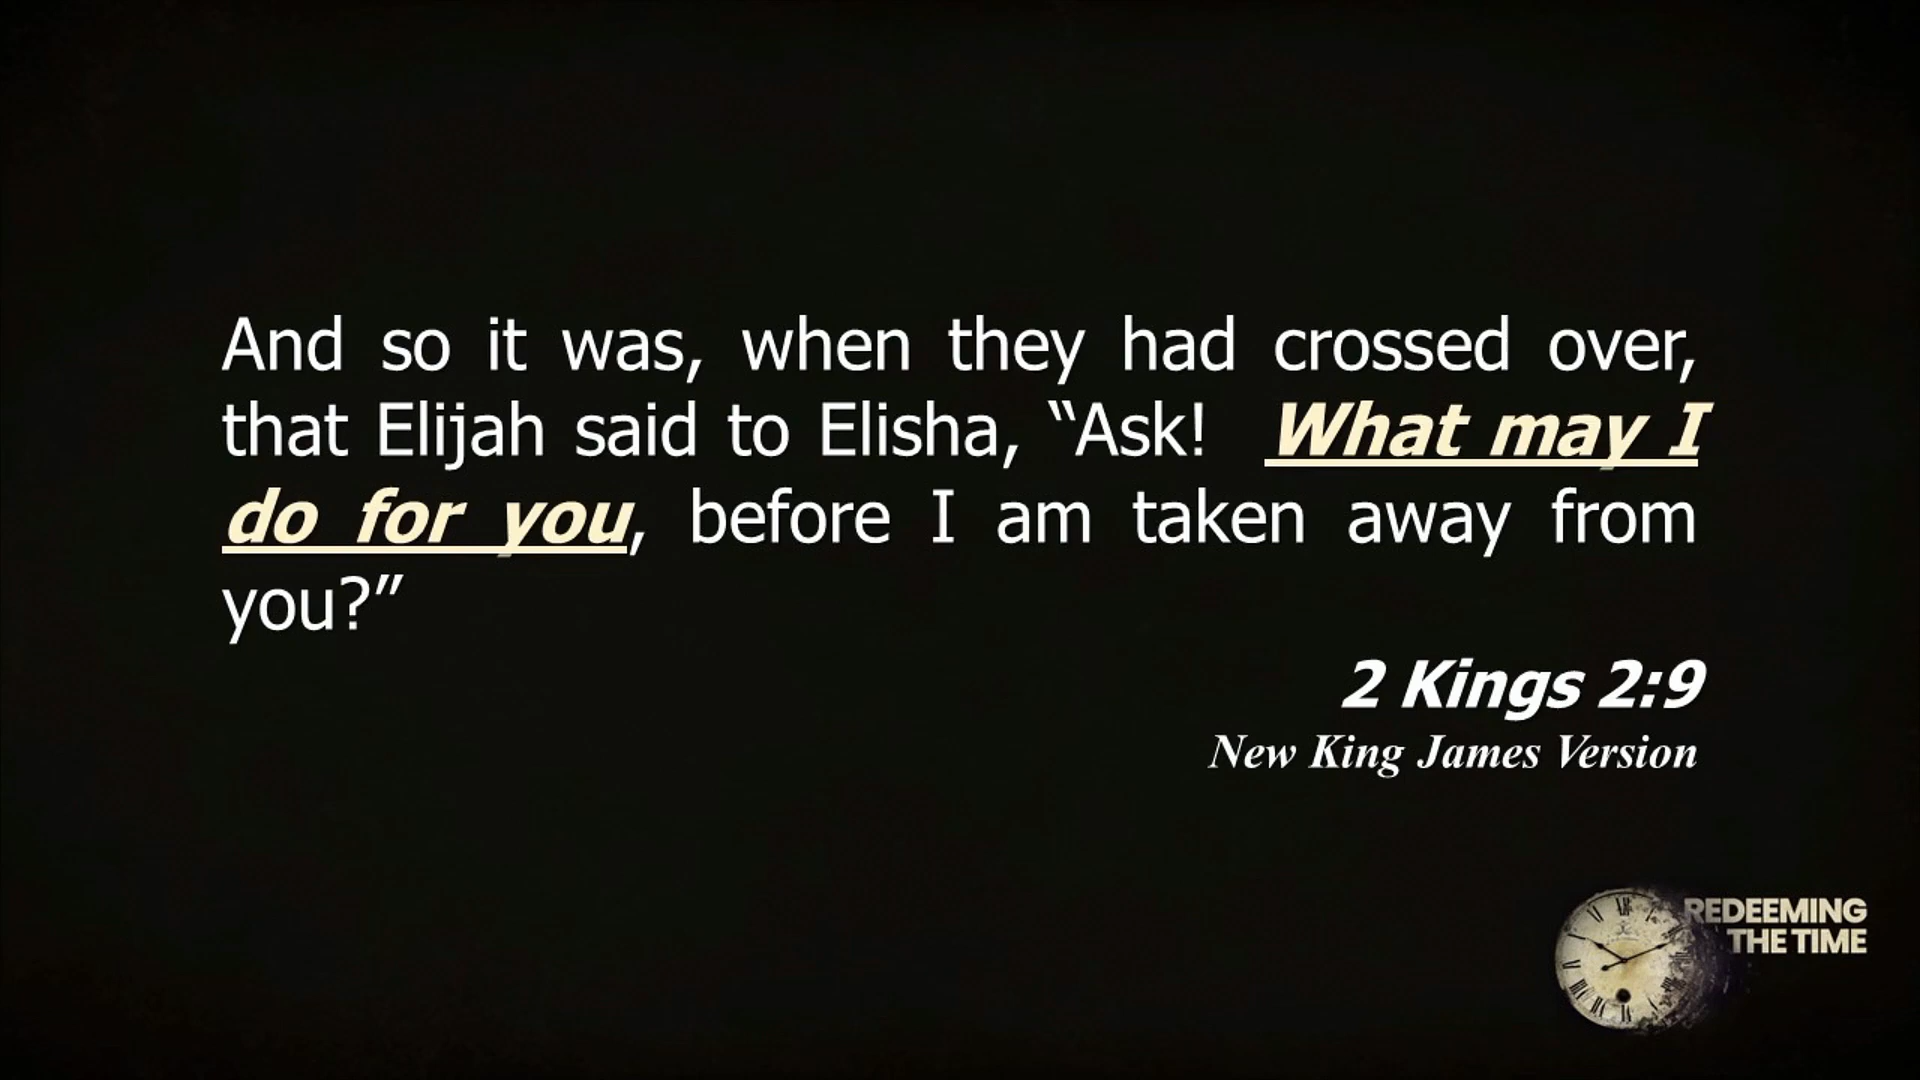 And so it was, when they had crossed over,
that Elijah said to Elisha, “Ask! What may I
do for you, before I am taken away from
you?”
2 Kings 2:9
New King James Version
REDEEMING
THE TIME